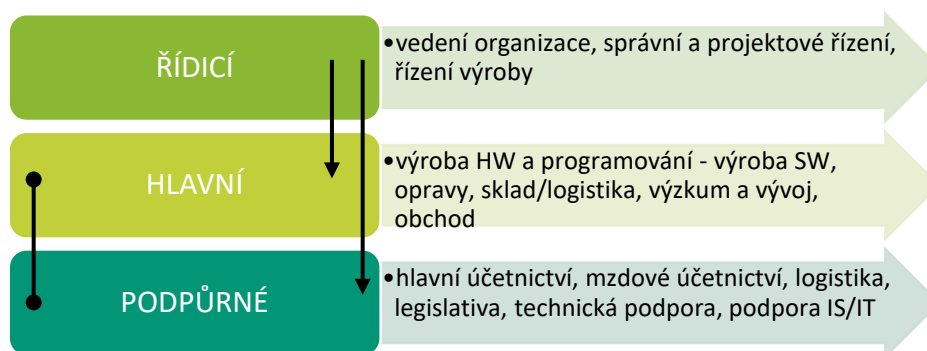 ŘÍDICÍ
•vedení organizace, správní a projektové řízení,
řízení výroby
HLAVNÍ
•výroba HW a programování - výroba SW,
opravy, sklad/logistika, výzkum a vývoj,
obchod
PODPŮRNÉ
•hlavní účetnictví, mzdové účetnictví, logistika,
legislativa, technická podpora, podpora IS/IT